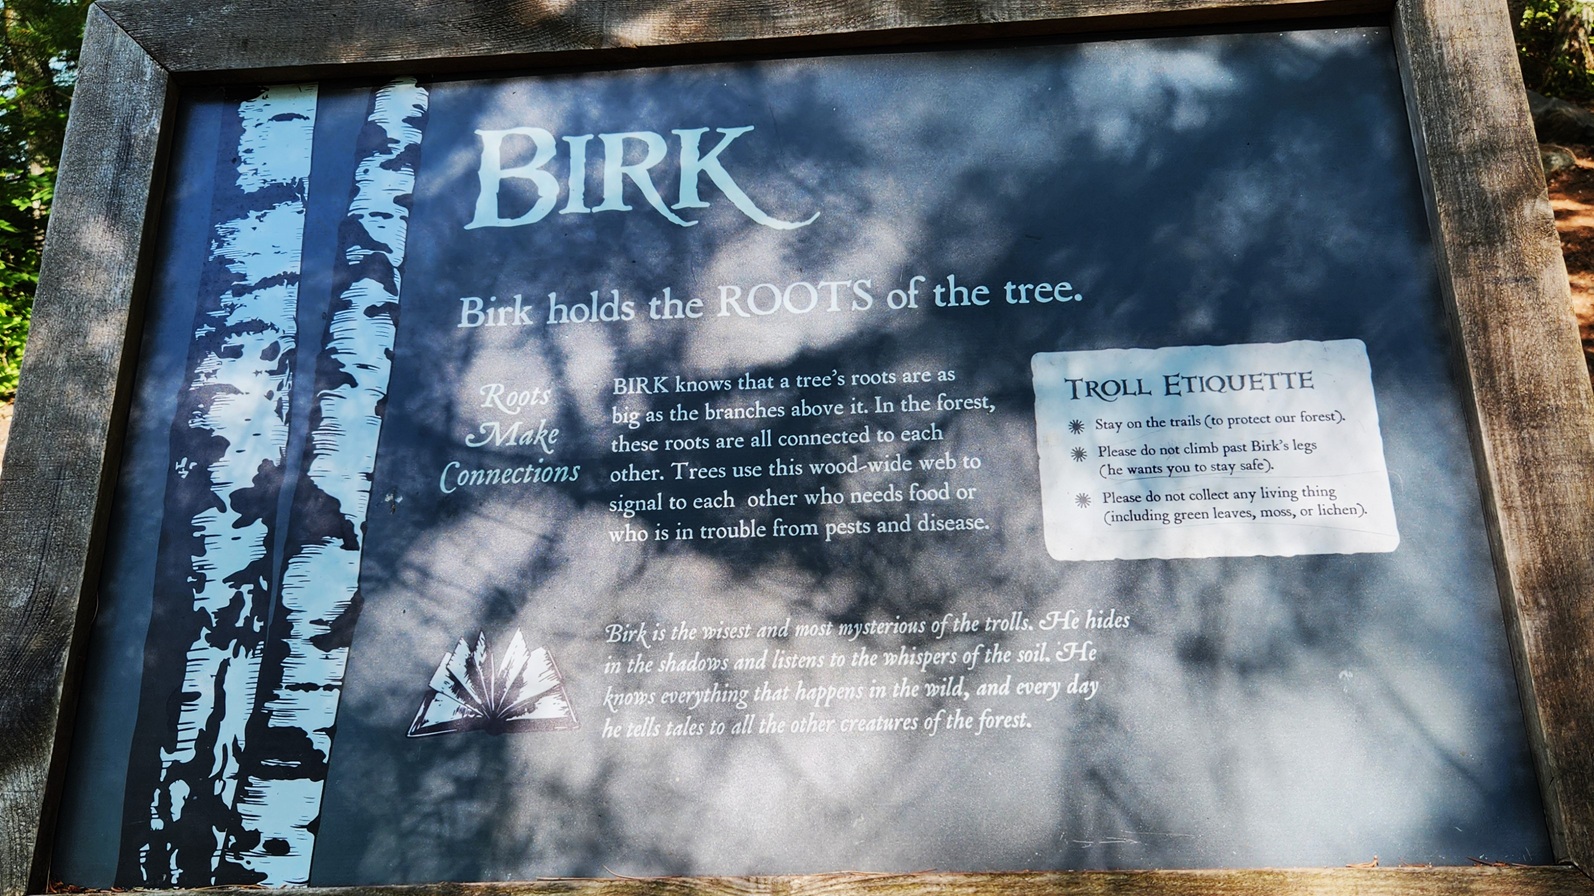 BIRK
Birk holds the ROOTS of the tree.
Roots
Make
Connections
BIRK knows that a tree's roots are as
big as the branches above it. In the forest,
these roots are all connected to each
other. Trees use this wood-wide web to
signal to each other who needs food or
who is in trouble from pests and disease.
TROLL ETIQUETTE
Stay on the trails (to protect our forest).
Please do not climb past Birk's legs
(he wants you to stay safe).
Please do not collect any living thing
(including green leaves, moss, or lichen).
Birk is the wisest and most mysterious of the trolls. He hides
in the shadows and listens to the whispers of the soil. He
knows everything that happens in the wild, and every day
he tells tales to all the other creatures of the forest.